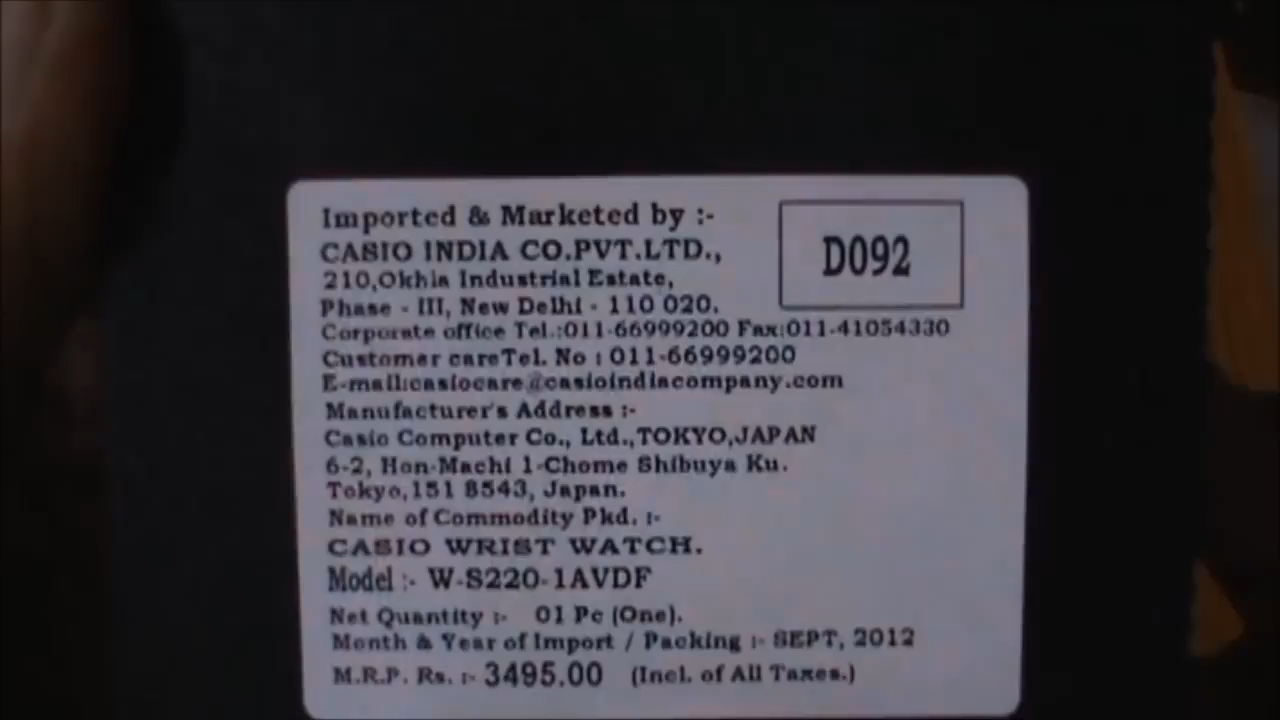 Imported & Marketed by :-
CASIO INDIA CO.PVT.LTD.,
D092
210,Okhla Industrial Estate,
Phase - III, New Delhi - 110 020.
Corporate office Tel.:011-66999200 Fax:011-41054330
Customer careTel. No : 011-66999200
E-mail:casiocare@casioindiacompany.com
Manufacturer's Address :-
Casio Computer Co., Ltd.,TOKYO,JAPAN
6-2, Hon-Machi 1-Chome Shibuya Ku.
Tokyo,151 8543, Japan.
Name of Commodity Pkd. :-
CASIO WRIST WATCH.
Model :- W-S220-1AVDF
Net Quantity :- 01 Pc (One).
Month & Year of Import / Packing :- SEPT, 2012
M.R.P. Rs. :- 3495.00 (Incl. of All Taxes.)